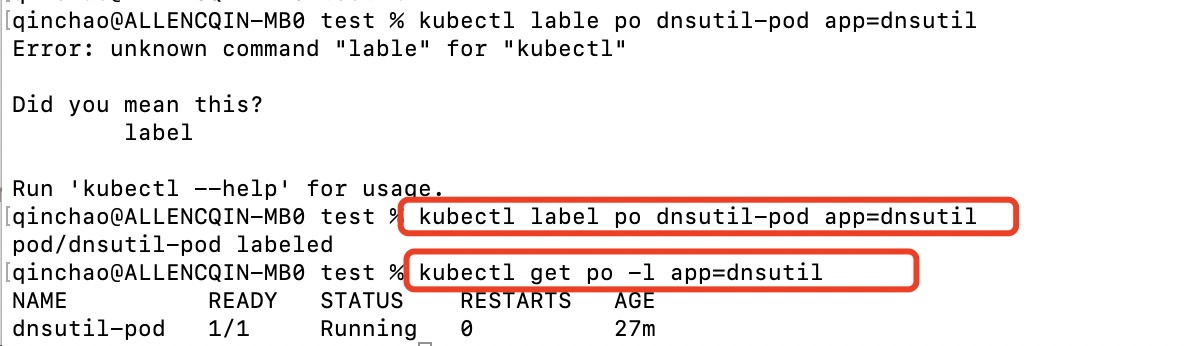 qinchao@ALLENCQIN-MB0 test % kubectl lable po dnsutil-pod app=dnsutil
Error: unknown command "lable" for "kubectl"
Did you mean this?
label
Run 'kubectl --help' for usage.
qinchao@ALLENCQIN-MB0 test % kubectl label po dnsutil-pod app=dnsutil
pod/dnsutil-pod labeled
qinchao@ALLENCQIN-MB0 test % kubectl get po -l app=dnsutil
NAME READY STATUS RESTARTS AGE
dnsutil-pod 1/1 Running 0 27m